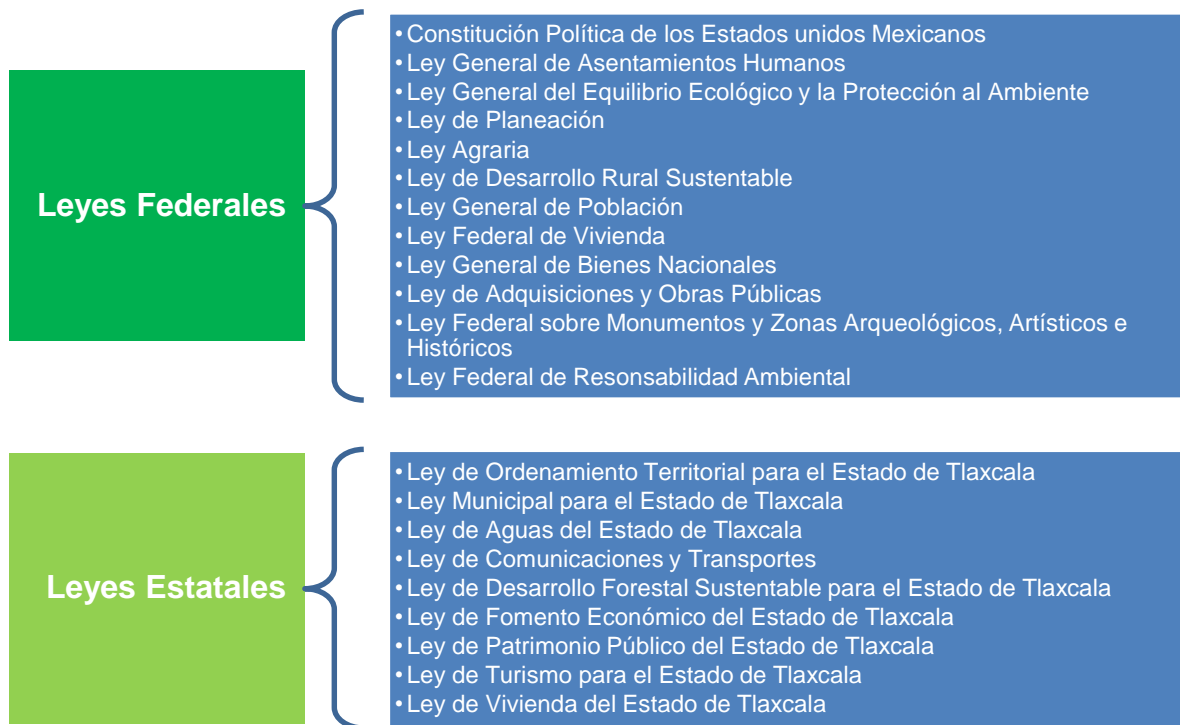 Leyes Federales
• Constitución Política de los Estados unidos Mexicanos
• Ley General de Asentamientos Humanos
• Ley General del Equilibrio Ecológico y la Protección al Ambiente
• Ley de Planeación
• Ley Agraria
• Ley de Desarrollo Rural Sustentable
• Ley General de Población
• Ley Federal de Vivienda
• Ley General de Bienes Nacionales
• Ley de Adquisiciones y Obras Públicas
• Ley Federal sobre Monumentos y Zonas Arqueológicos, Artísticos e
Históricos
• Ley Federal de Resonsabilidad Ambiental
Leyes Estatales
• Ley de Ordenamiento Territorial para el Estado de Tlaxcala
• Ley Municipal para el Estado de Tlaxcala
• Ley de Aguas del Estado de Tlaxcala
• Ley de Comunicaciones y Transportes
• Ley de Desarrollo Forestal Sustentable para el Estado de Tlaxcala
• Ley de Fomento Económico del Estado de Tlaxcala
• Ley de Patrimonio Público del Estado de Tlaxcala
• Ley de Turismo para el Estado de Tlaxcala
• Ley de Vivienda del Estado de Tlaxcala